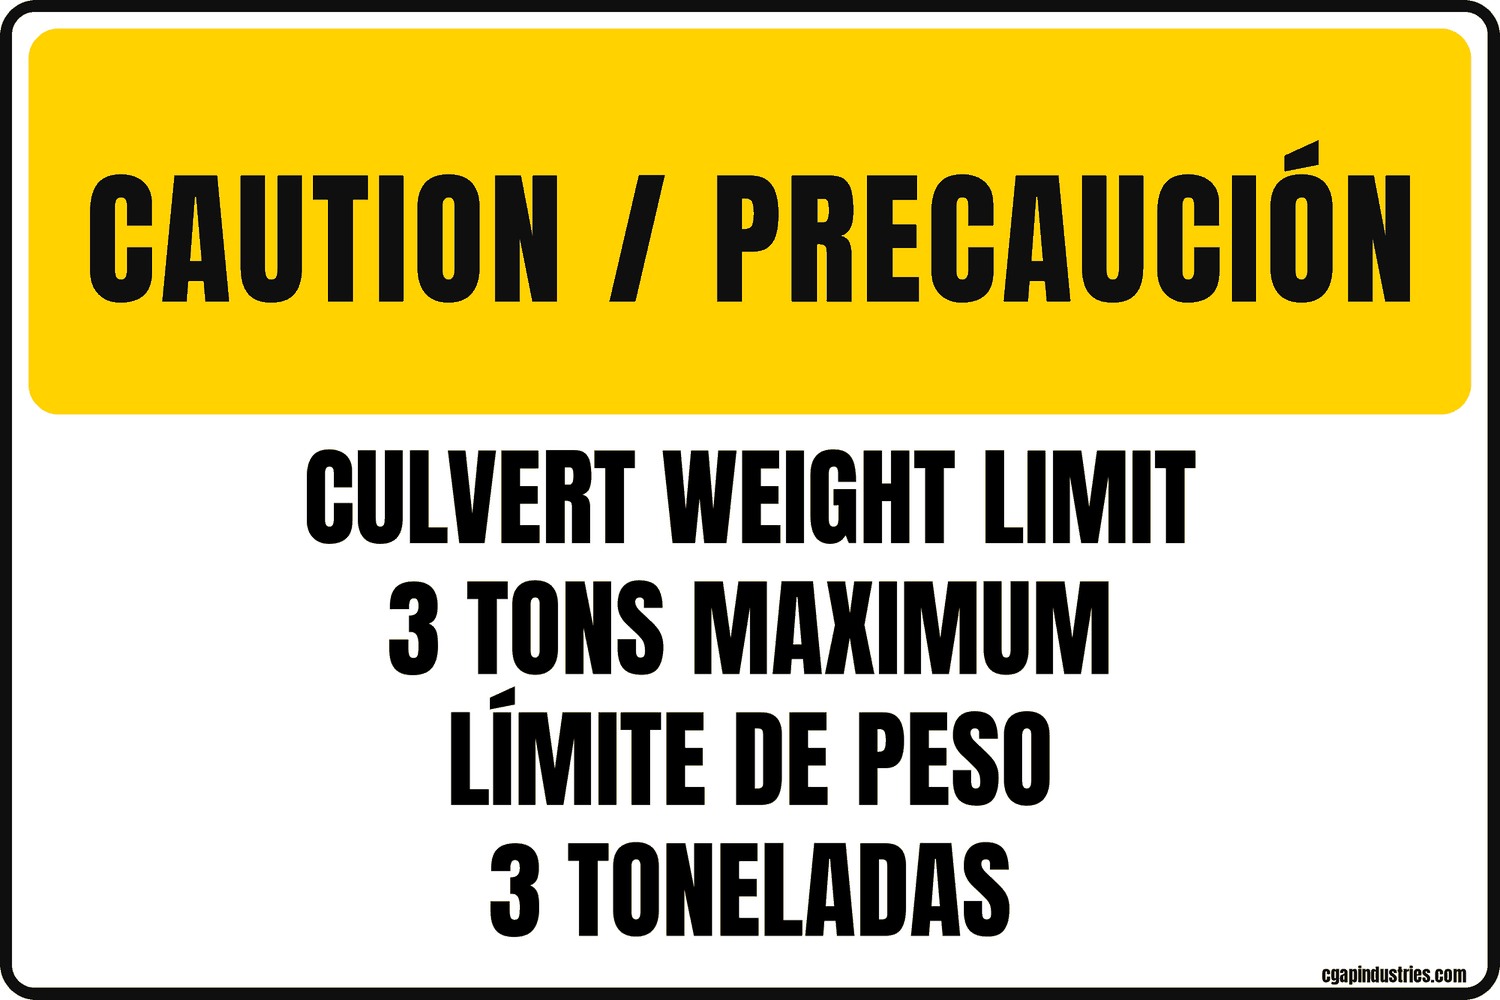 CAUTION / PRECAUCIÓN
CULVERT WEIGHT LIMIT
3 TONS MAXIMUM
LÍMITE DE PESO
3 TONELADAS
cgapindustries.com